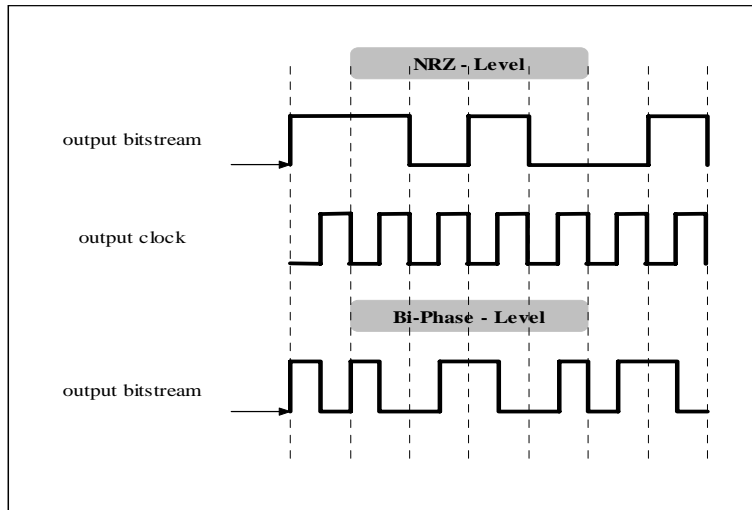 NRZ - Level
output bitstream
output clock
Bi-Phase - Level
output bitstream